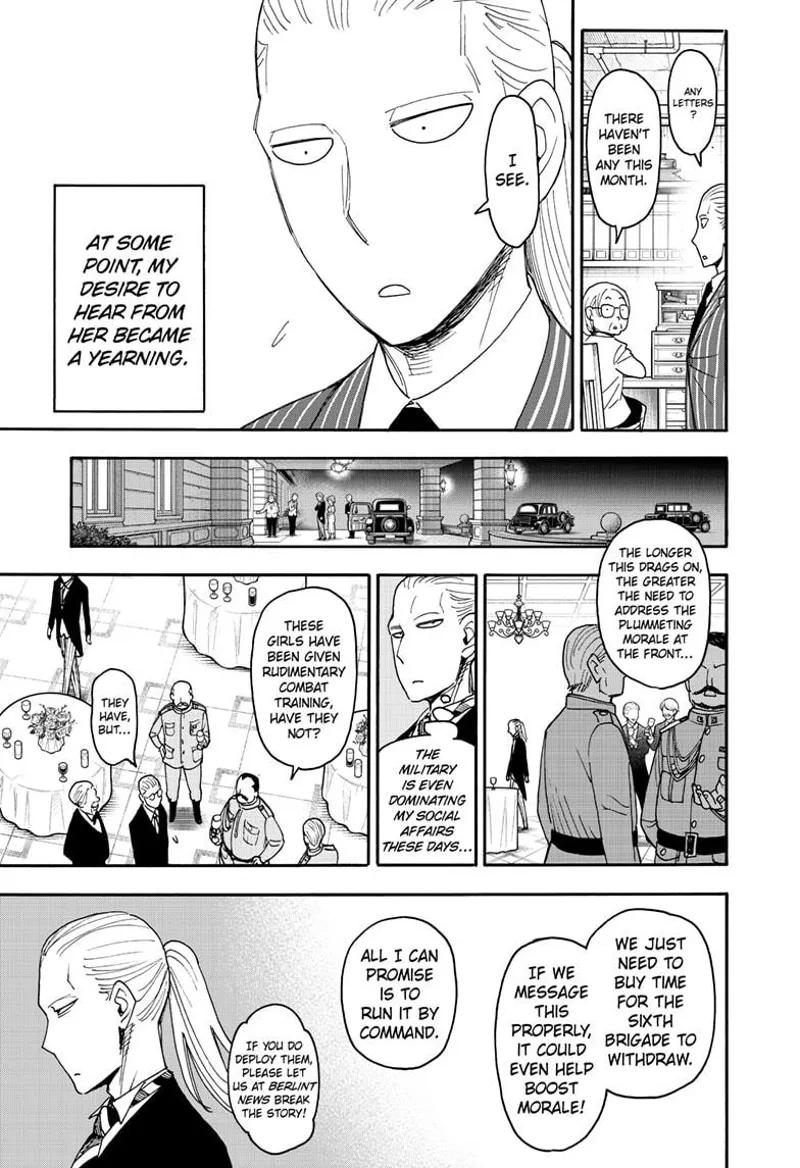 ANY
LETTERS
?
THERE
HAVEN'T
BEEN
ANY THIS
MONTH.
I
SEE.
AT SOME
POINT, MY
DESIRE TO
HEAR FROM
HER BECAME
A YEARNING.
THE LONGER
THIS DRAGS ON,
THE GREATER
THE NEED TO
ADDRESS THE
PLUMMETING
MORALE AT
THE FRONT...
THE
MILITARY
IS EVEN
DOMINATING
MY SOCIAL
AFFAIRS
THESE DAYS...
THESE
GIRLS HAVE
BEEN GIVEN
RUDIMENTARY
COMBAT
TRAINING,
HAVE THEY
NOT?
THEY
HAVE,
BUT...
WE JUST
NEED TO
BUY TIME
FOR THE
SIXTH
BRIGADE TO
WITHDRAW.
IF WE
MESSAGE
THIS
PROPERLY,
IT COULD
EVEN HELP
BOOST
MORALE!
ALL I CAN
PROMISE
IS TO
RUN IT BY
COMMAND.
IF YOU DO
DEPLOY THEM,
PLEASE LET
US AT BERLINT
NEWS BREAK
THE STORY!